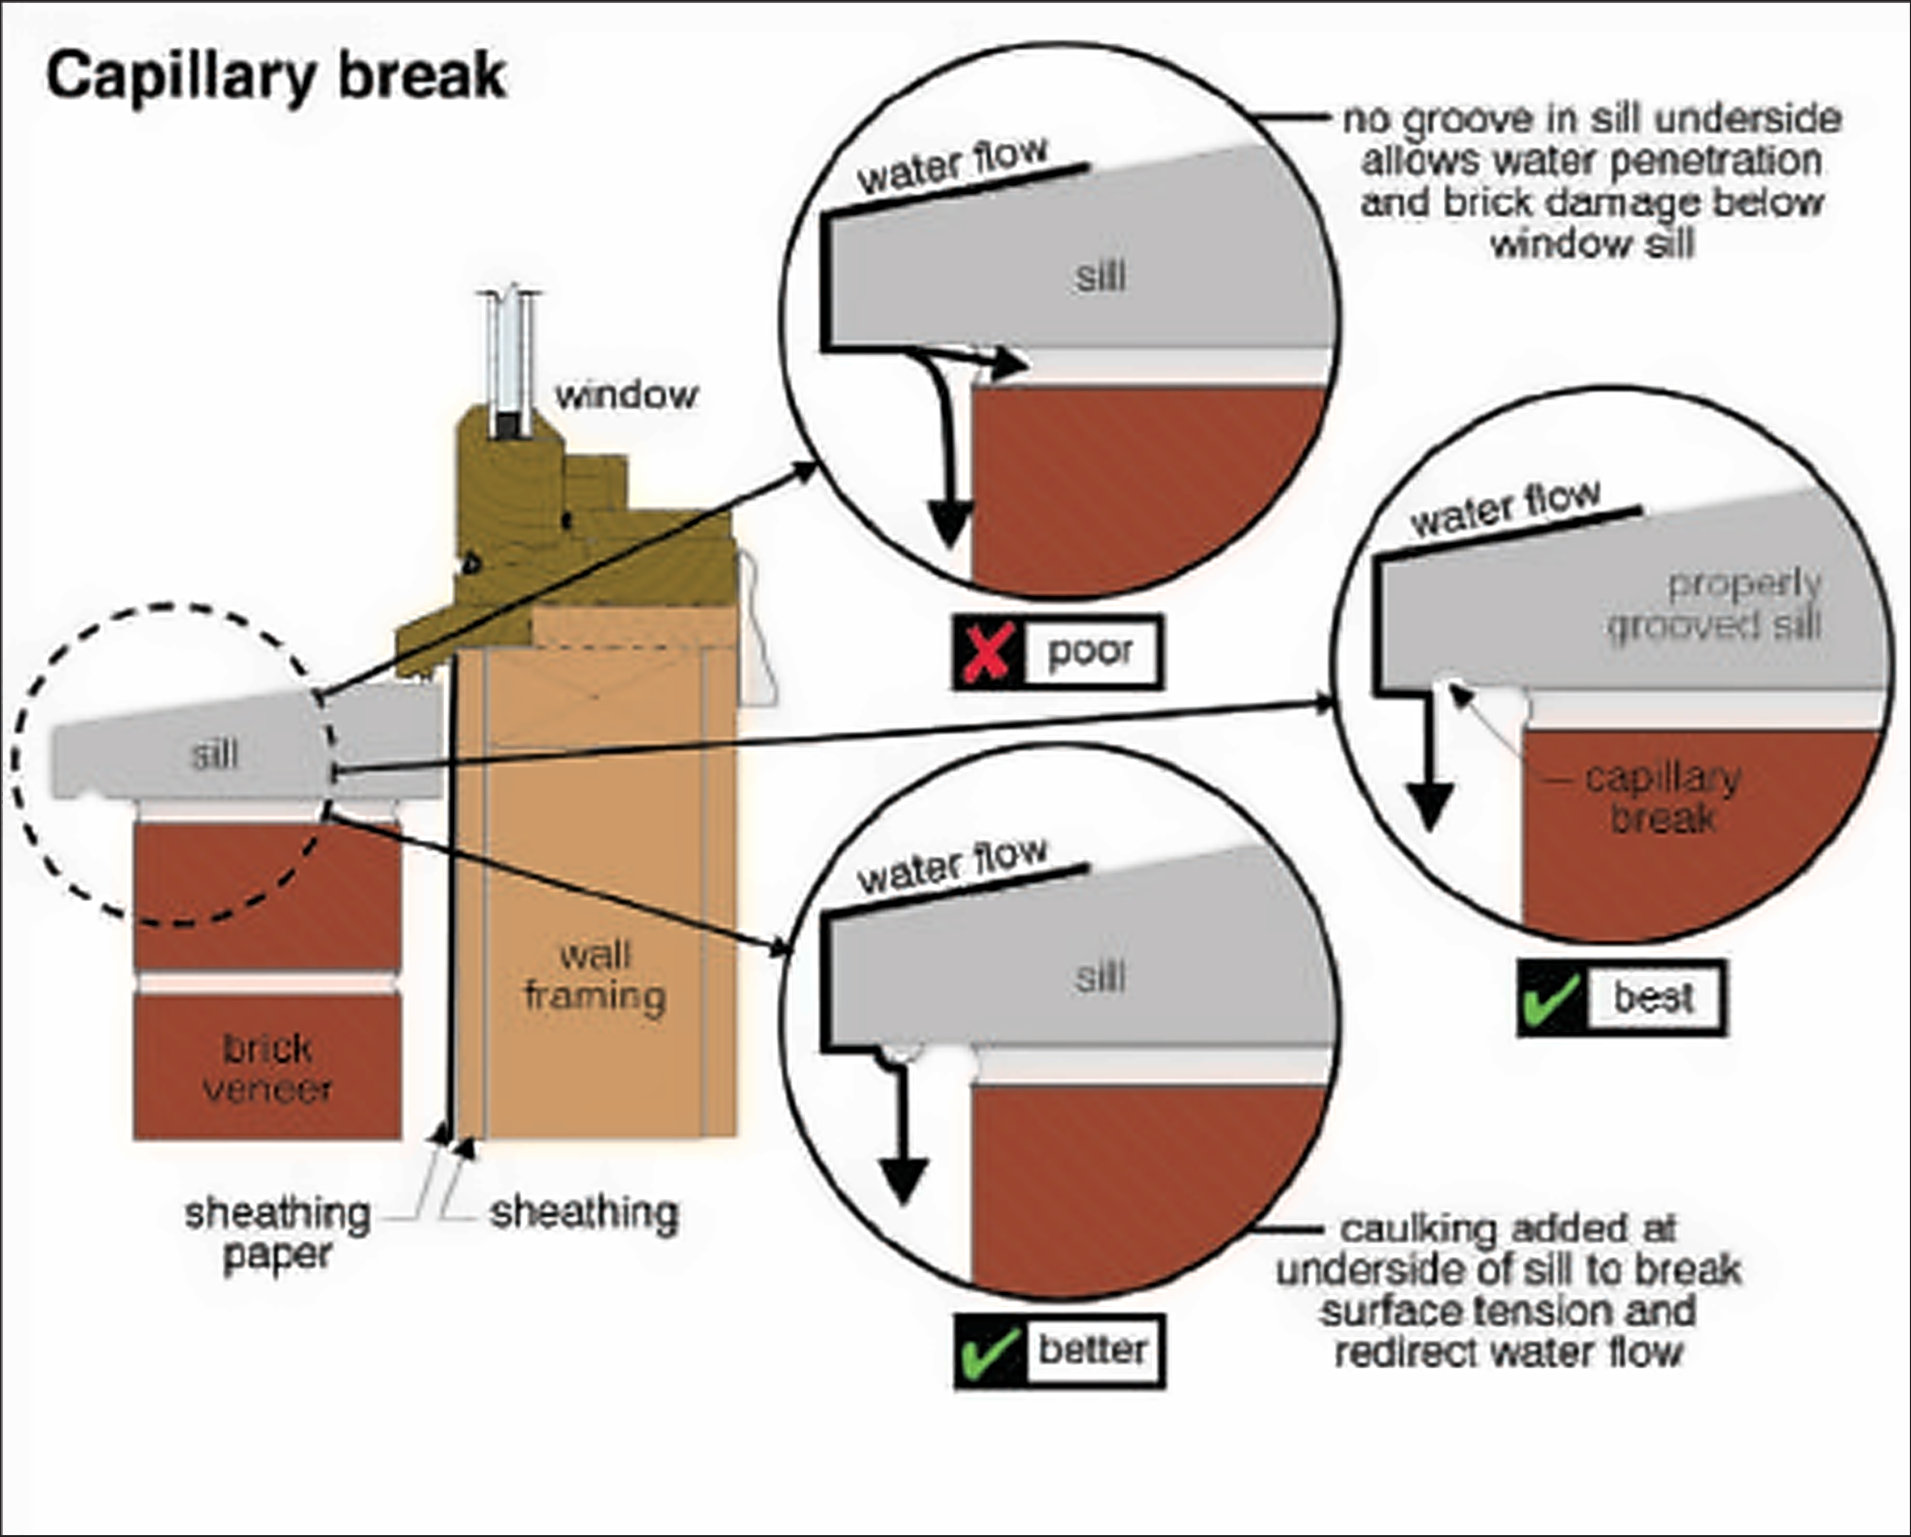 Capillary break
water flow
no groove in sill underside
allows water penetration
and brick damage below
window sill
sill
window
poor
water flow
properly
grooved sill
capillary
break
best
sill
water flow
sill
wall
framing
brick
veneer
better
sheathing
paper
sheathing
caulking added at
underside of sill to break
surface tension and
redirect water flow